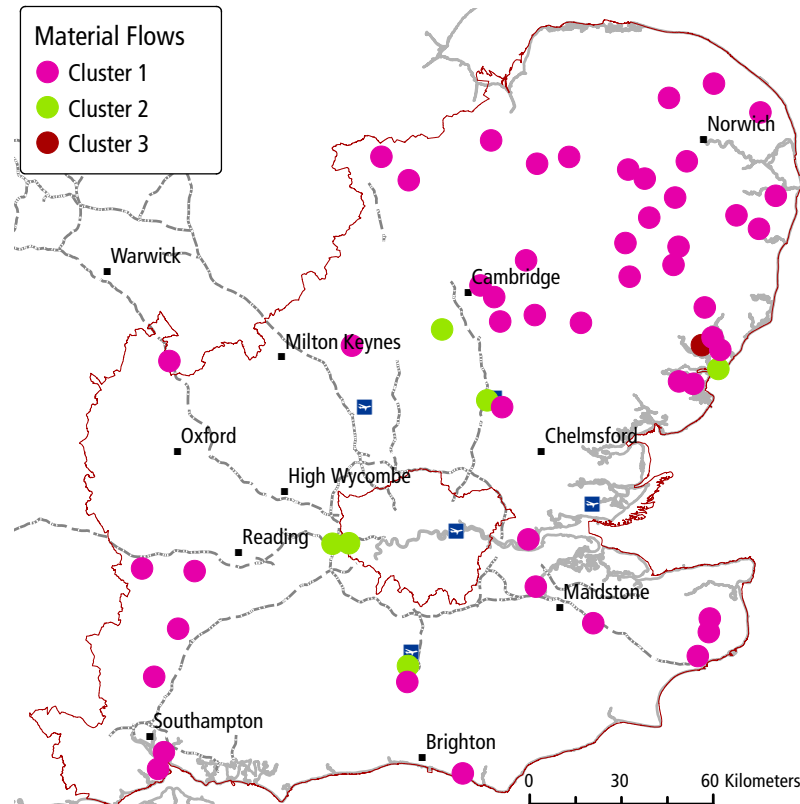 Material Flows
Cluster 1
Cluster 2
Cluster 3
Norwich
Warwick
Cambridge
Milton Keynes
Oxford
Chelmsford
High Wycombe
Reading
Maidstone
Southampton
Brighton
0 30 60 Kilometers